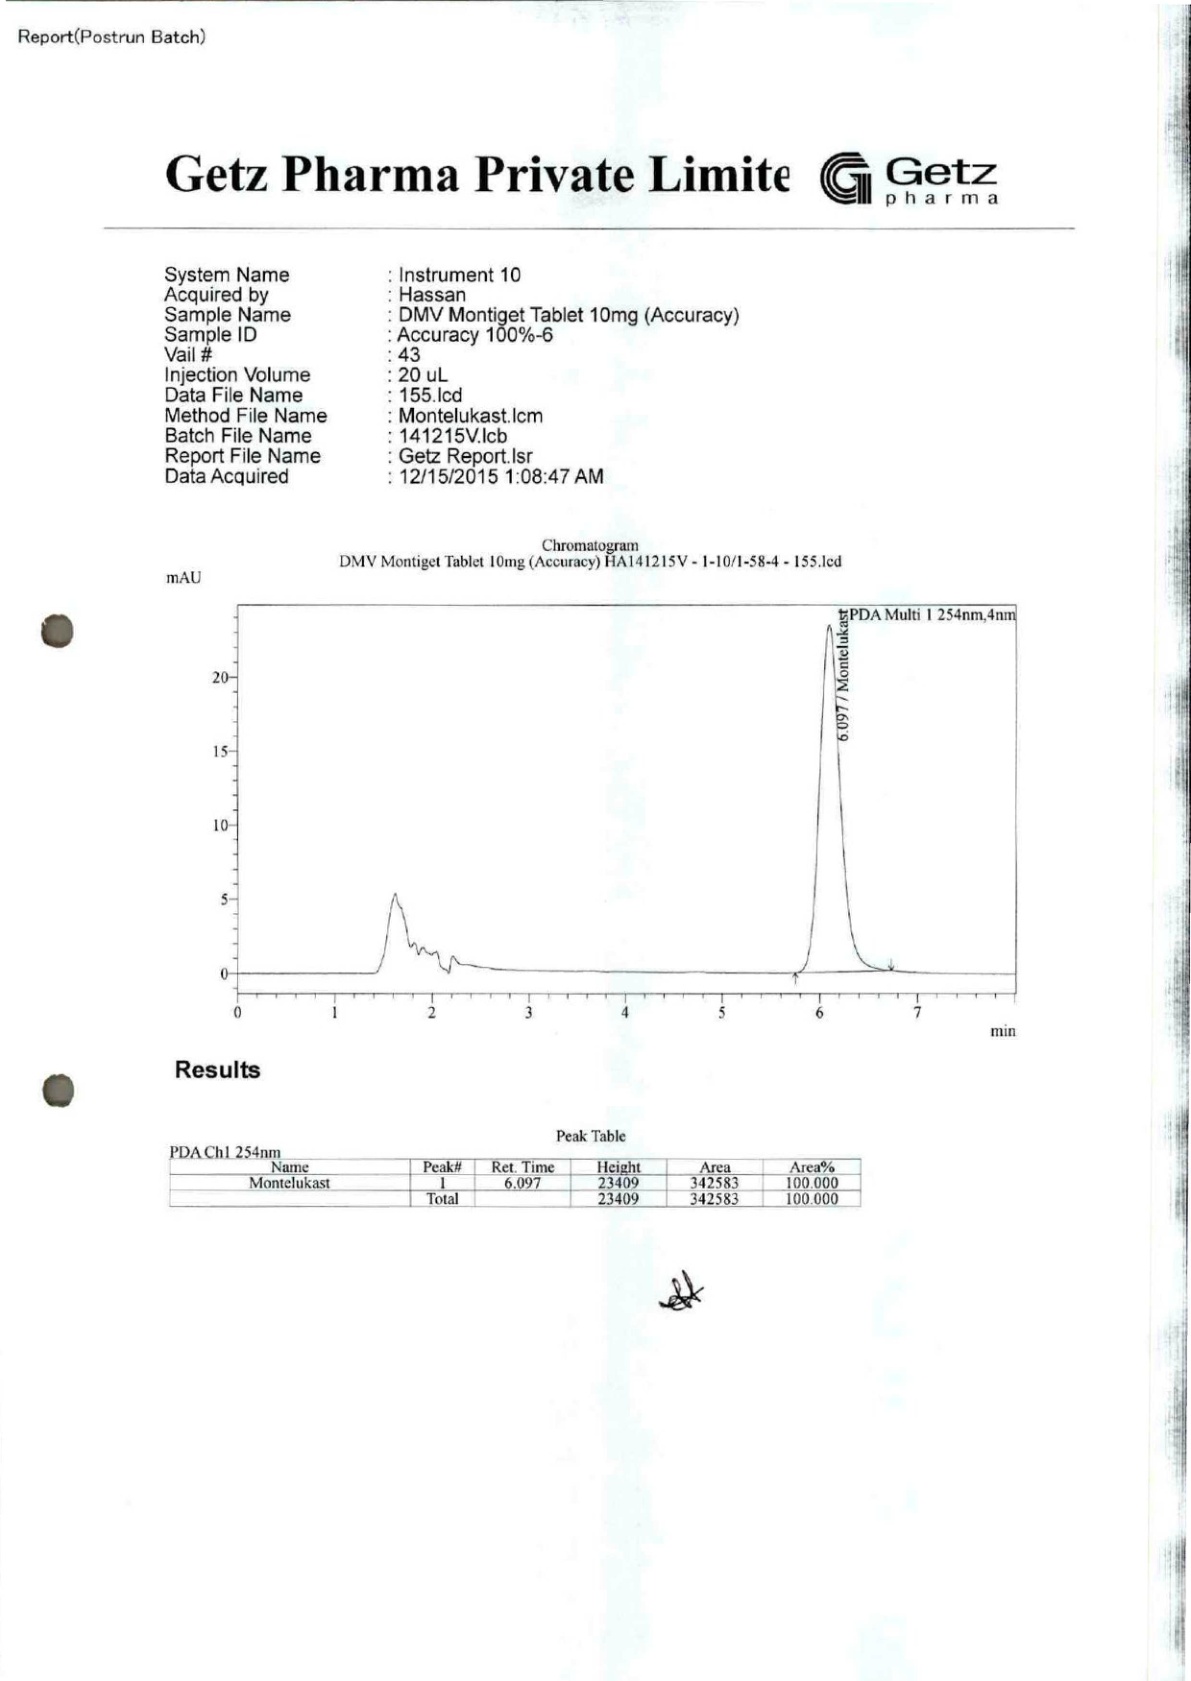 Report(Postrun Batch)
Getz Pharma Private Limite
Getz
pharma
System Name : Instrument 10
Acquired by : Hassan
Sample Name : DMV Montiget Tablet 10mg (Accuracy)
Sample ID : Accuracy 100%-6
Vail # : 43
Injection Volume : 20 uL
Data File Name : 155.lcd
Method File Name : Montelukast.lcm
Batch File Name : 141215V.lcb
Report File Name : Getz Report.lsr
Data Acquired : 12/15/2015 1:08:47 AM
Chromatogram
DMV Montiget Tablet 10mg (Accuracy) HA141215V - 1-10/1-58-4 - 155.lcd
mAU
PDA Multi 1 254nm,4nm
6.097 / Montelukast
20
15
10
5
0
0 1 2 3 4 5 6 7
min
Results
Peak Table
PDA Ch1 254nm
Name Peak# Ret. Time Height Area Area%
Montelukast 1 6.097 23409 342583 100.000
Total 23409 342583 100.000